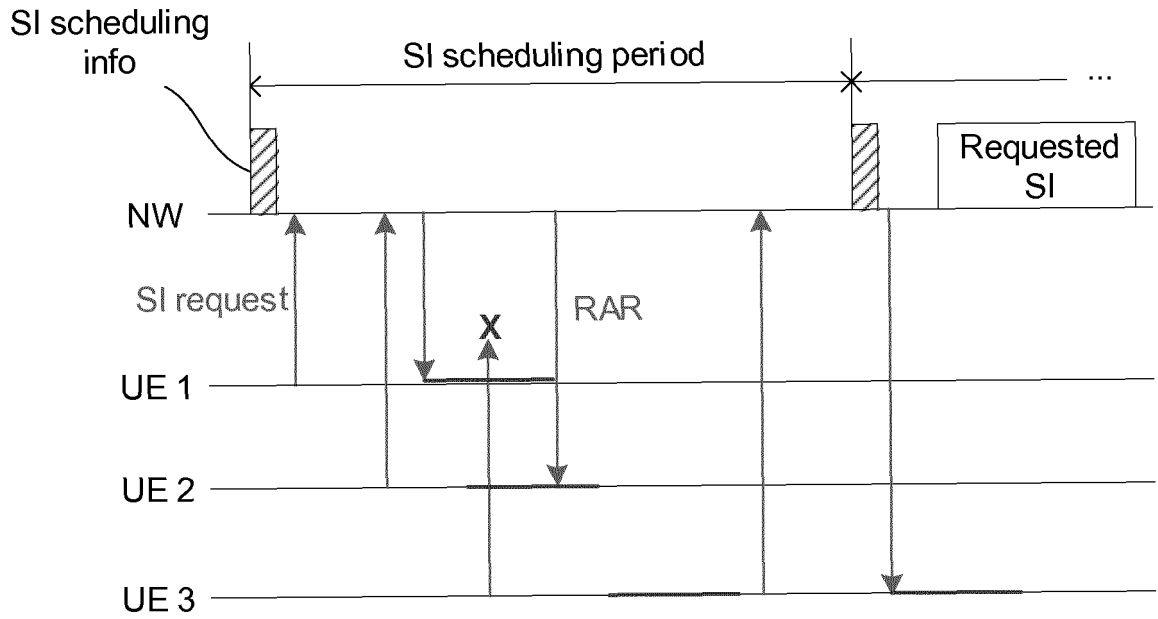 SI scheduling
info
SI scheduling period
...
Requested
SI
NW
SI request
RAR
X
UE 1
UE 2
UE 3